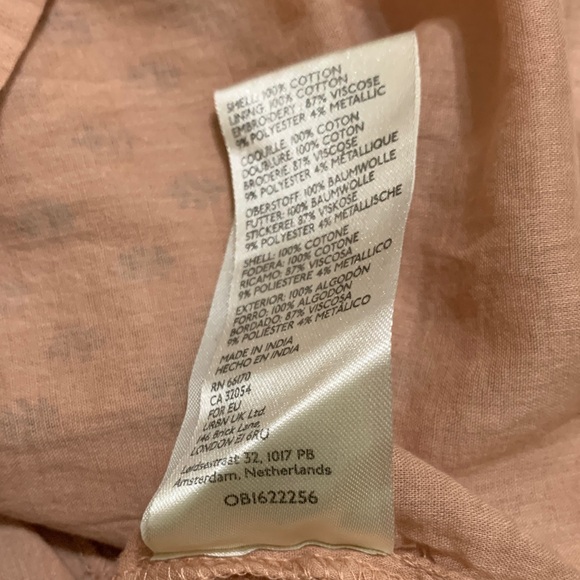 SHELL: 100% COTTON
LINING: 100% COTTON
EMBROIDERY: 87% VISCOSE
9% POLYESTER 4% METALLIC
COQUILLE: 100% COTON
DOUBLURE: 100% COTON
BRODERIE: 87% VISCOSE
9% POLYESTER 4% MÉTALLIQUE
OBERSTOFF: 100% BAUMWOLLE
FUTTER: 100% BAUMWOLLE
STICKEREI: 87% VISKOSE
9% POLYESTER 4% METALLISCHE
SHELL: 100% COTONE
FODERA: 100% COTONE
RICAMO: 87% VISCOSA
9% POLIESTERE 4% METALLICO
EXTERIOR: 100% ALGODÓN
FORRO: 100% ALGODÓN
BORDADO: 87% VISCOSA
9% POLIÉSTER 4% METÁLICO
MADE IN INDIA
HECHO EN INDIA
RN 66170
CA 32054
FOR EU
URBN UK Ltd.
146 Brick Lane,
LONDON E1 6RU
Leidsestraat 32, 1017 PB
Amsterdam, Netherlands
OB1622256